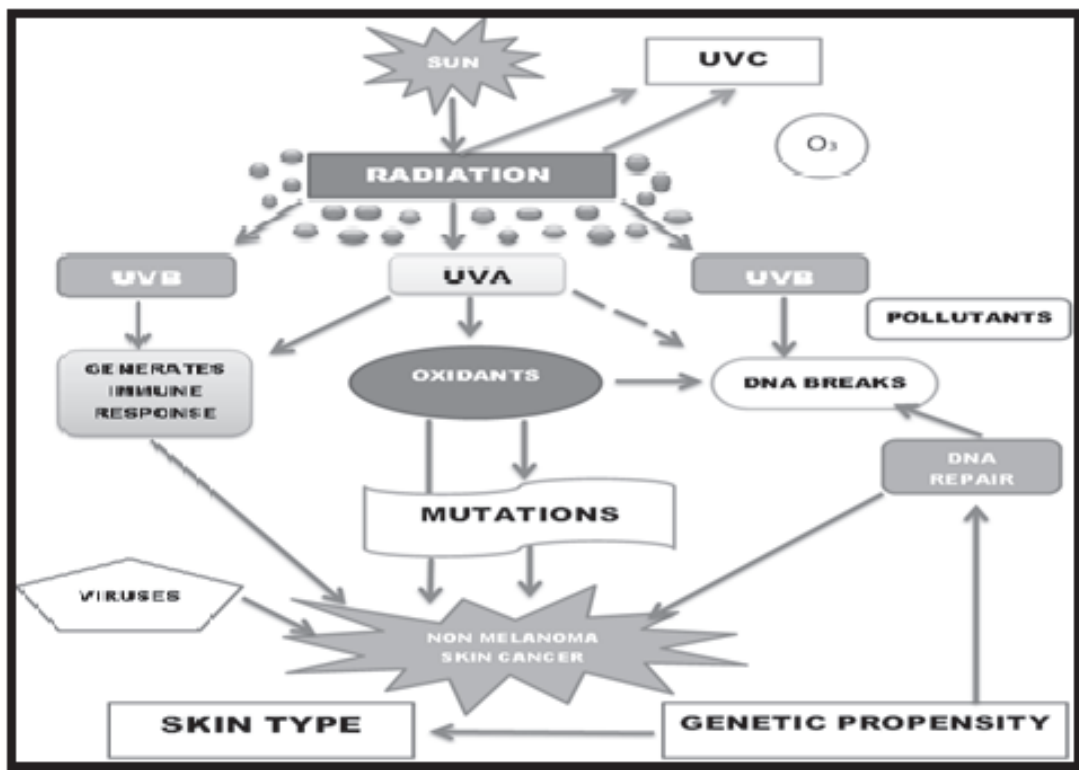 SUN
UVC
O₃
RADIATION
UVB
UVA
UVB
POLLUTANTS
GENERATES
IMMUNE
RESPONSE
OXIDANTS
DNA BREAKS
DNA
REPAIR
MUTATIONS
VIRUSES
NON MELANOMA
SKIN CANCER
SKIN TYPE
GENETIC PROPENSITY